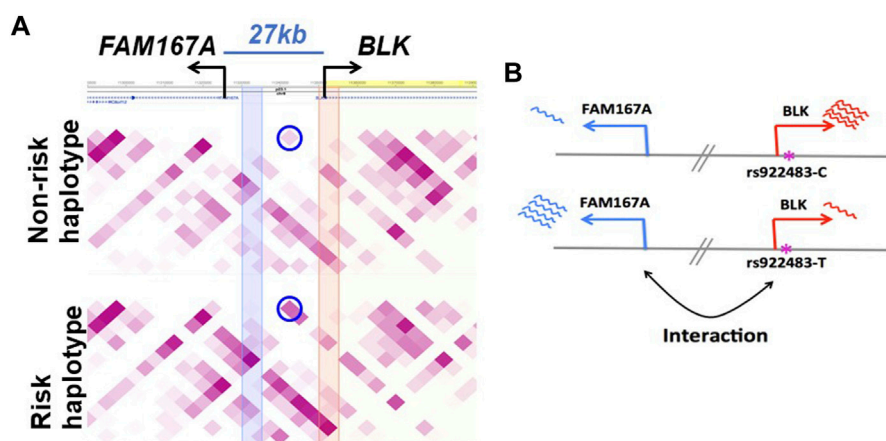 A
FAM167A
27kb
BLK
Non-risk
haplotype
Risk
haplotype
B
FAM167A
BLK
rs922483-C
FAM167A
BLK
rs922483-T
Interaction